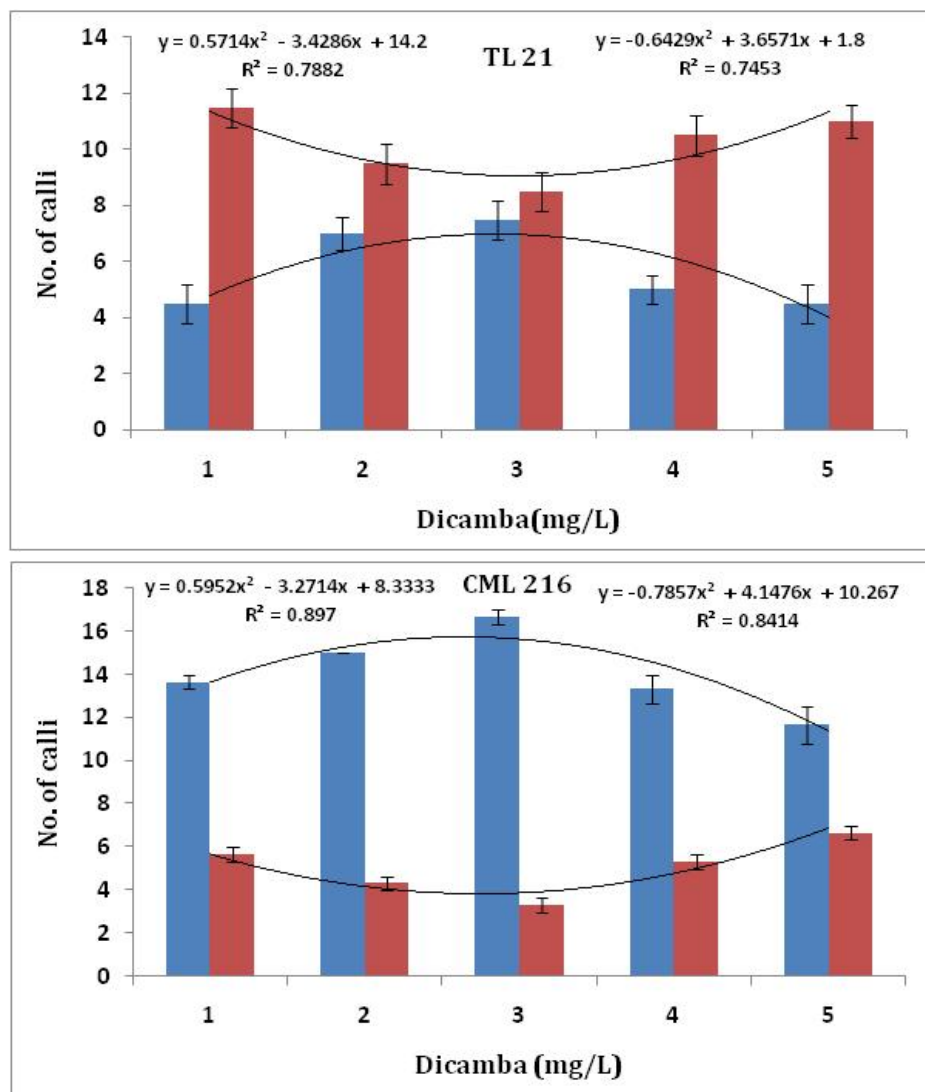 y = 0.5714x² - 3.4286x + 14.2
R² = 0.7882
TL 21
y = -0.6429x² + 3.6571x + 1.8
R² = 0.7453
No. of calli
14
12
10
8
6
4
2
0
1 2 3 4 5
Dicamba(mg/L)
y = 0.5952x² - 3.2714x + 8.3333
R² = 0.897
CML 216
y = -0.7857x² + 4.1476x + 10.267
R² = 0.8414
No. of calli
18
16
14
12
10
8
6
4
2
0
1 2 3 4 5
Dicamba (mg/L)